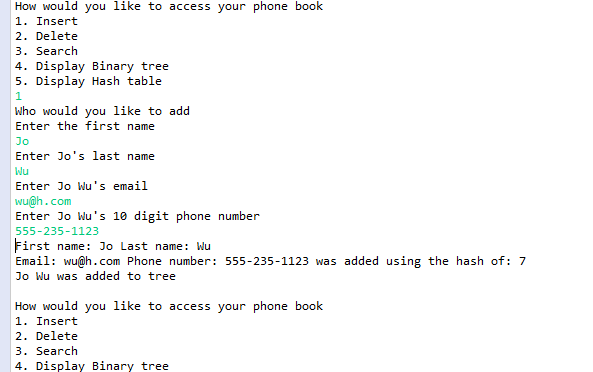 How would you like to access your phone book
1. Insert
2. Delete
3. Search
4. Display Binary tree
5. Display Hash table
1
Who would you like to add
Enter the first name
Jo
Enter Jo's last name
Wu
Enter Jo Wu's email
wu@h.com
Enter Jo Wu's 10 digit phone number
555-235-1123
First name: Jo Last name: Wu
Email: wu@h.com Phone number: 555-235-1123 was added using the hash of: 7
Jo Wu was added to tree

How would you like to access your phone book
1. Insert
2. Delete
3. Search
4. Display Binary tree